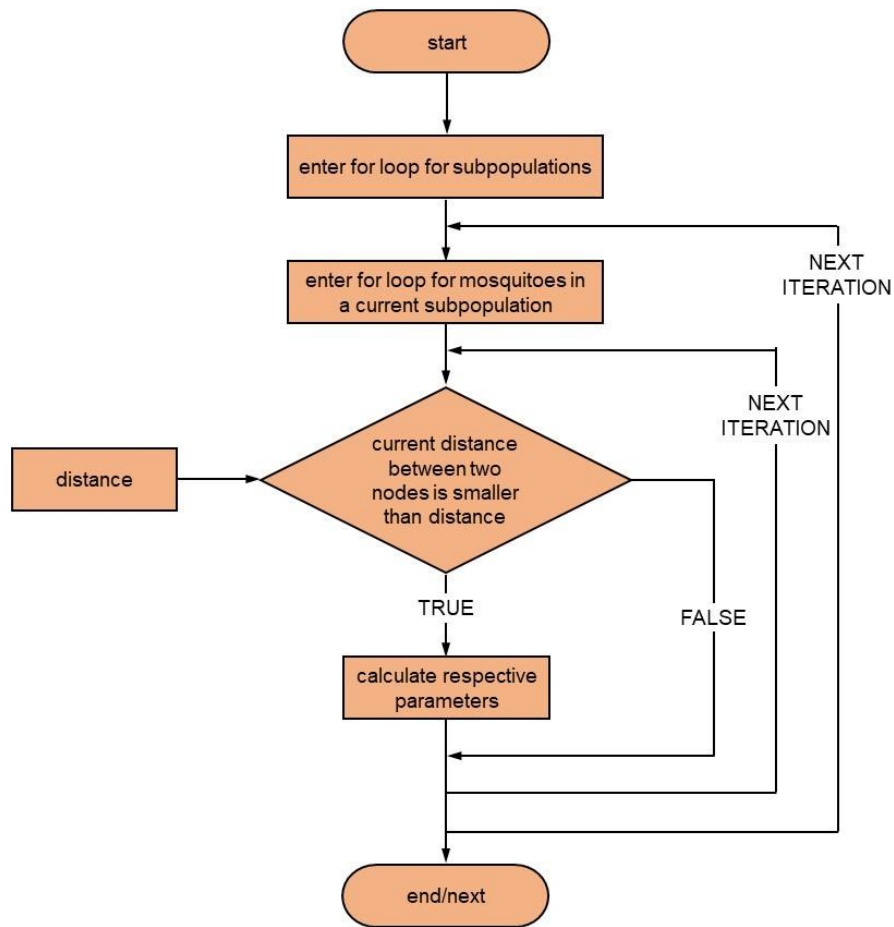 start
enter for loop for subpopulations
NEXT
ITERATION
enter for loop for mosquitoes in
a current subpopulation
NEXT
ITERATION
distance
current distance
between two
nodes is smaller
than distance
TRUE
FALSE
calculate respective
parameters
end/next